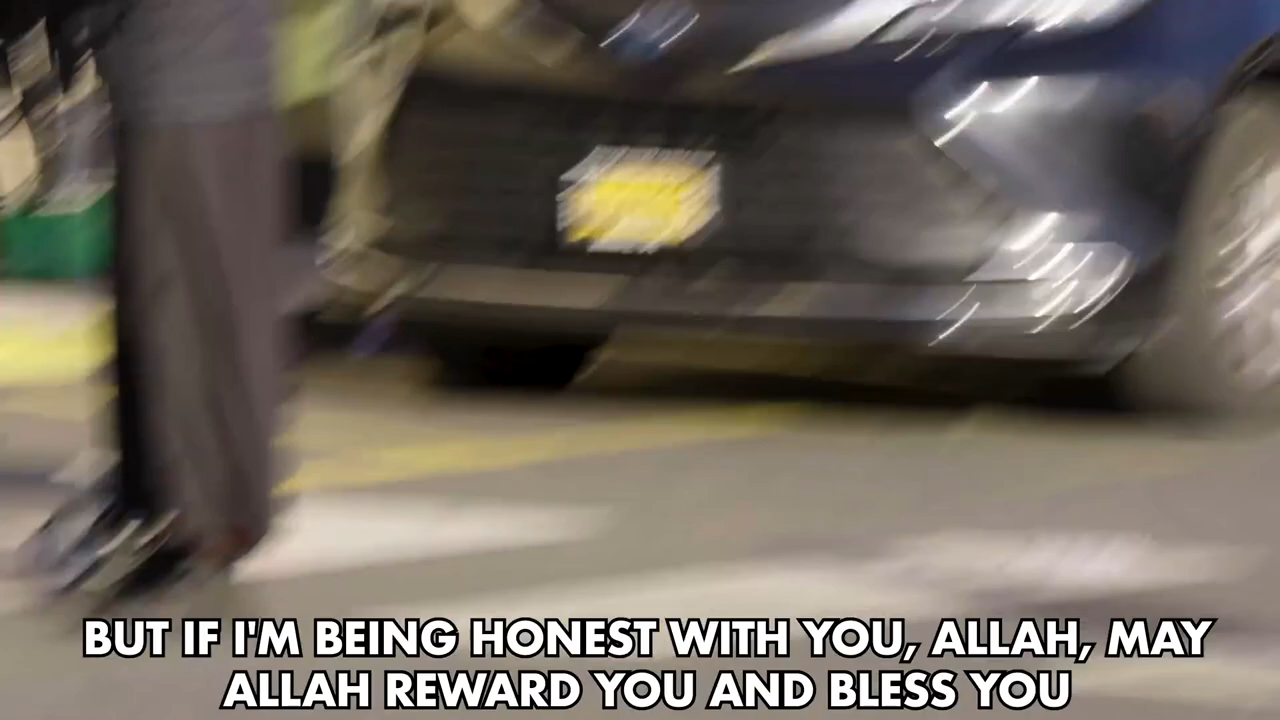 BUT IF I'M BEING HONEST WITH YOU, ALLAH, MAY
ALLAH REWARD YOU AND BLESS YOU